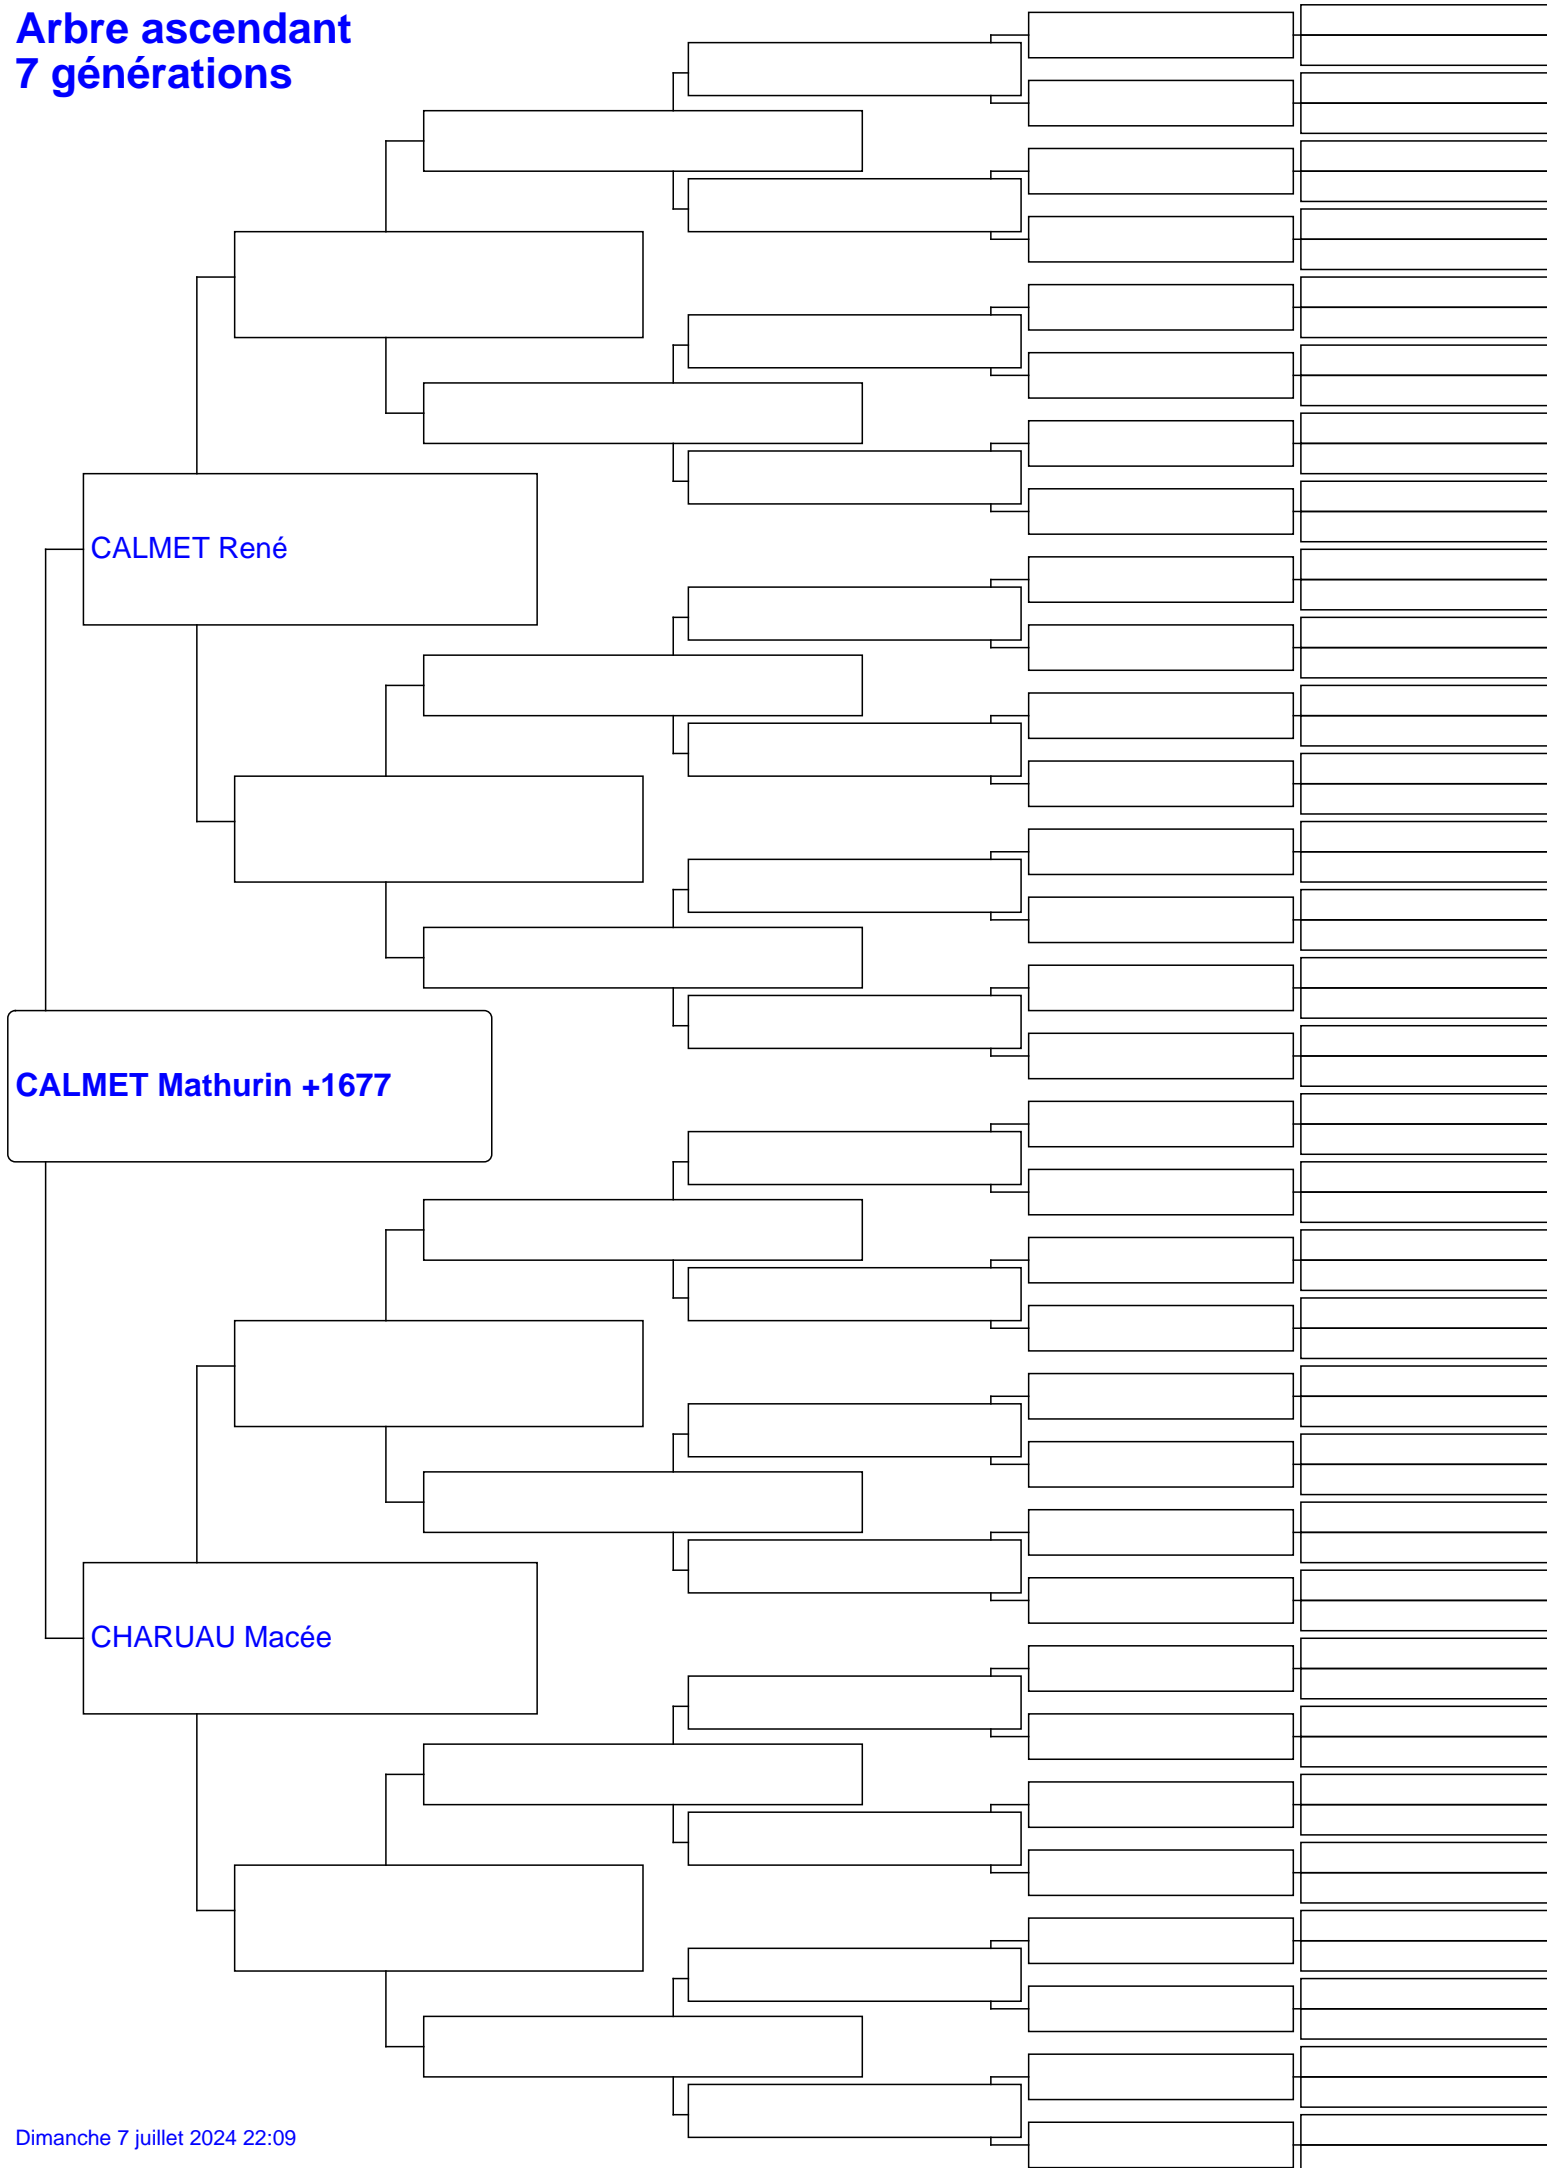 Arbre ascendant
7 générations
CALMET René
CALMET Mathurin +1677
CHARUAU Macée
Dimanche 7 juillet 2024 22:09